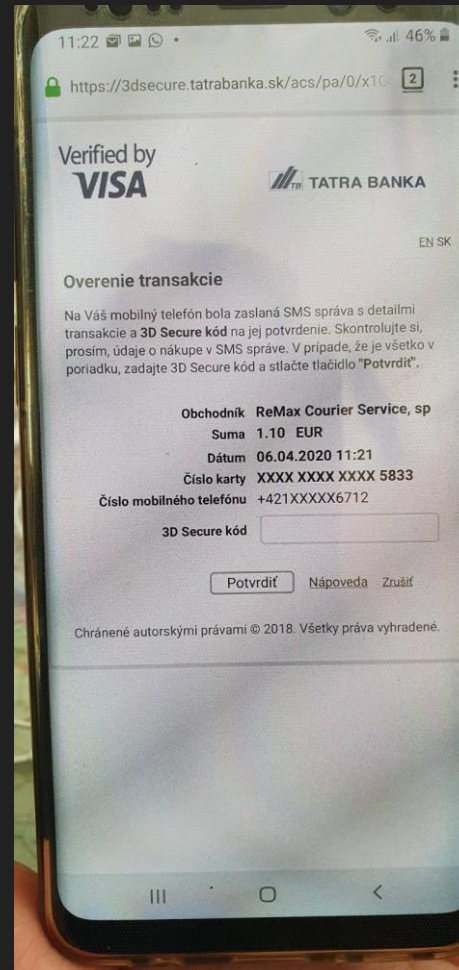 11:22
46%
https://3dsecure.tatrabanka.sk/acs/pa/0/x1
2
Verified by
VISA
TB TATRA BANKA
EN SK
Overenie transakcie
Na Váš mobilný telefón bola zaslaná SMS správa s detailmi
transakcie a 3D Secure kód na jej potvrdenie. Skontrolujte si,
prosím, údaje o nákupe v SMS správe. V prípade, že je všetko v
poriadku, zadajte 3D Secure kód a stlačte tlačidlo "Potvrdiť".
Obchodník ReMax Courier Service, sp
Suma 1.10 EUR
Dátum 06.04.2020 11:21
Číslo karty XXXX XXXX XXXX 5833
Číslo mobilného telefónu +421XXXXX6712
3D Secure kód
Potvrdiť Nápoveda Zrušiť
Chránené autorskými právami © 2018. Všetky práva vyhradené.